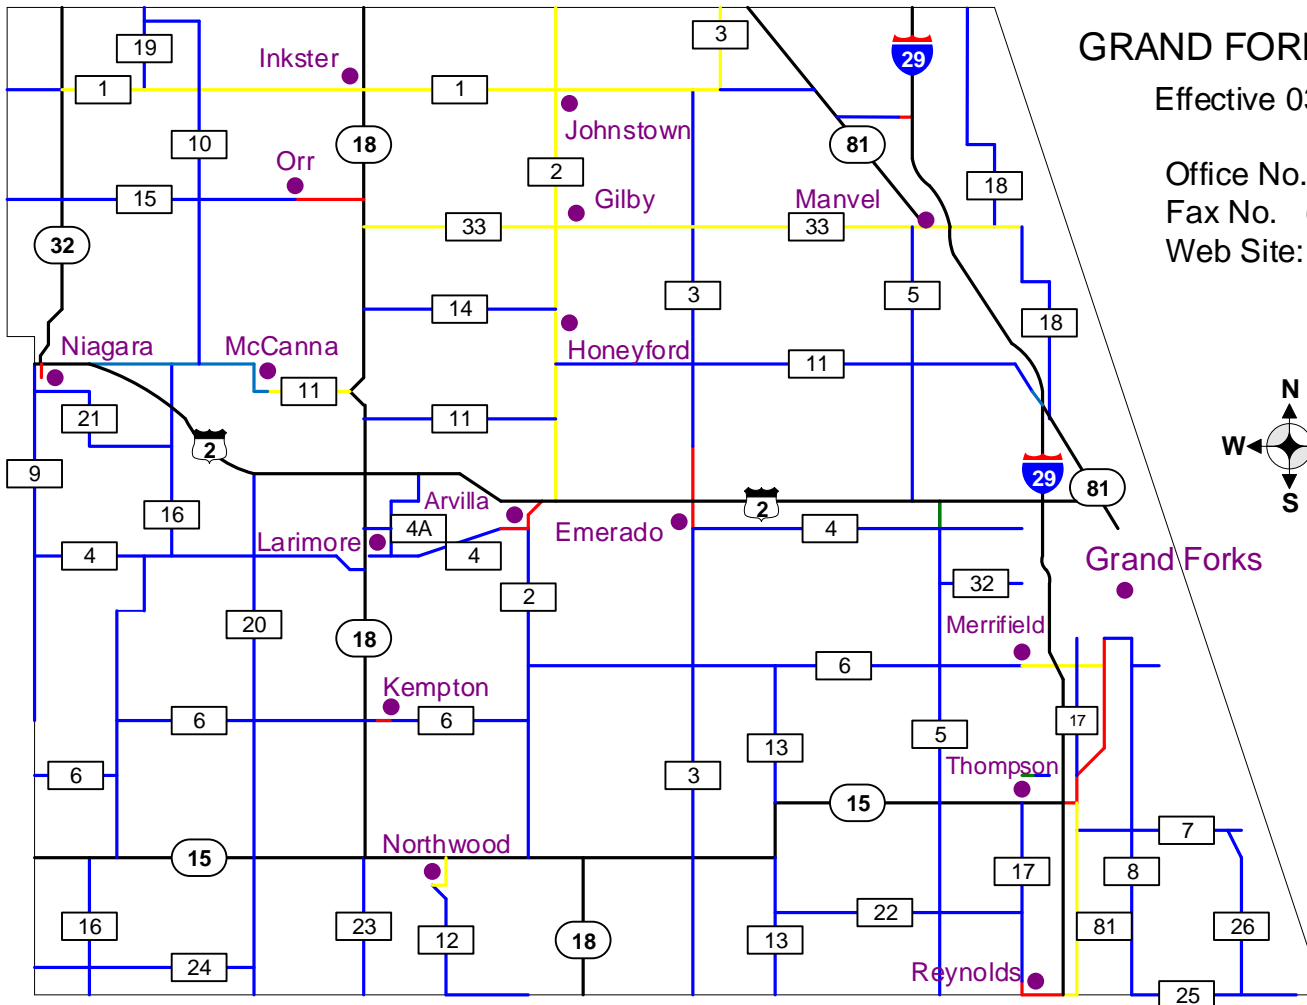 GRAND FOR
Effective 03
Office No.
Fax No. (
Web Site:
3
29
19
Inkster
1
1
Johnstown
10
18
81
Orr
2
15
18
Gilby
Manvel
33
33
32
3
5
14
18
Niagara
McCanna
Honeyford
11
11
21
11
N
2
W
9
29
S
81
Arvilla
2
16
4A
Emerado
4
Larimore
4
4
Grand Forks
32
2
20
18
Merrifield
6
Kempton
6
6
17
5
13
Thompson
6
3
15
7
Northwood
15
17
8
22
16
23
12
18
13
81
26
24
Reynolds
25